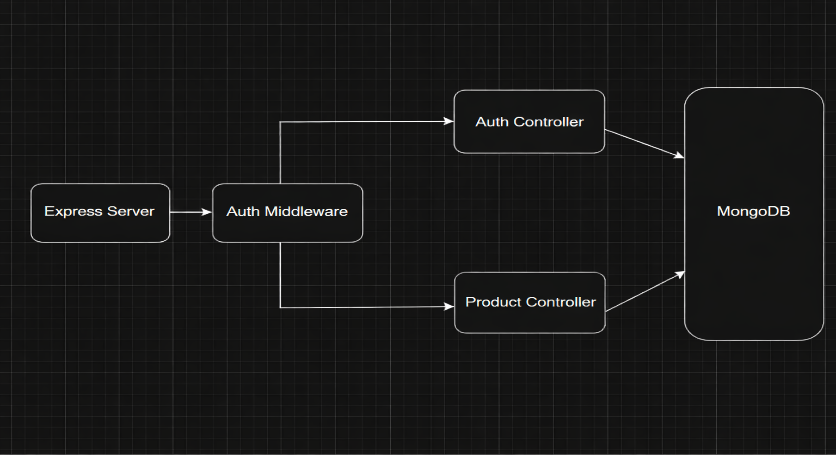 Express Server
Auth Middleware
Auth Controller
Product Controller
MongoDB